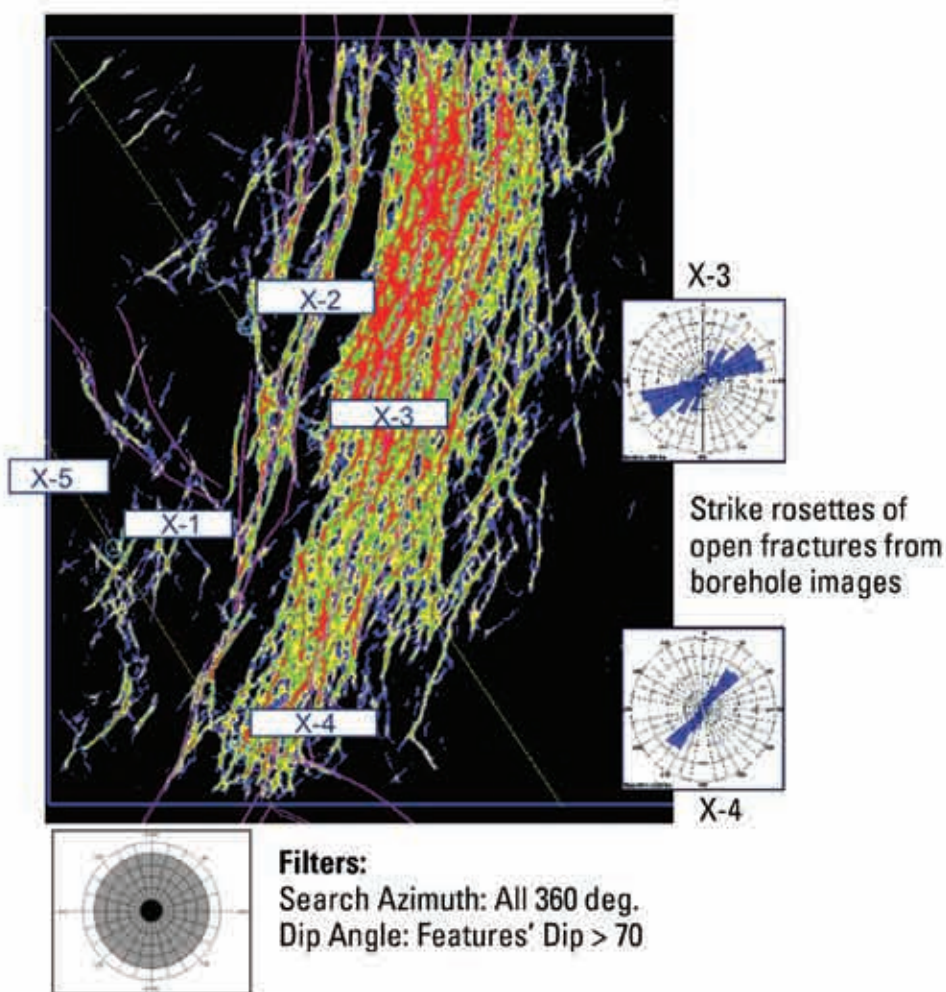 X-2
X-3
X-3
X-5
X-1
Strike rosettes of
open fractures from
borehole images
X-4
X-4
Filters:
Search Azimuth: All 360 deg.
Dip Angle: Features' Dip > 70